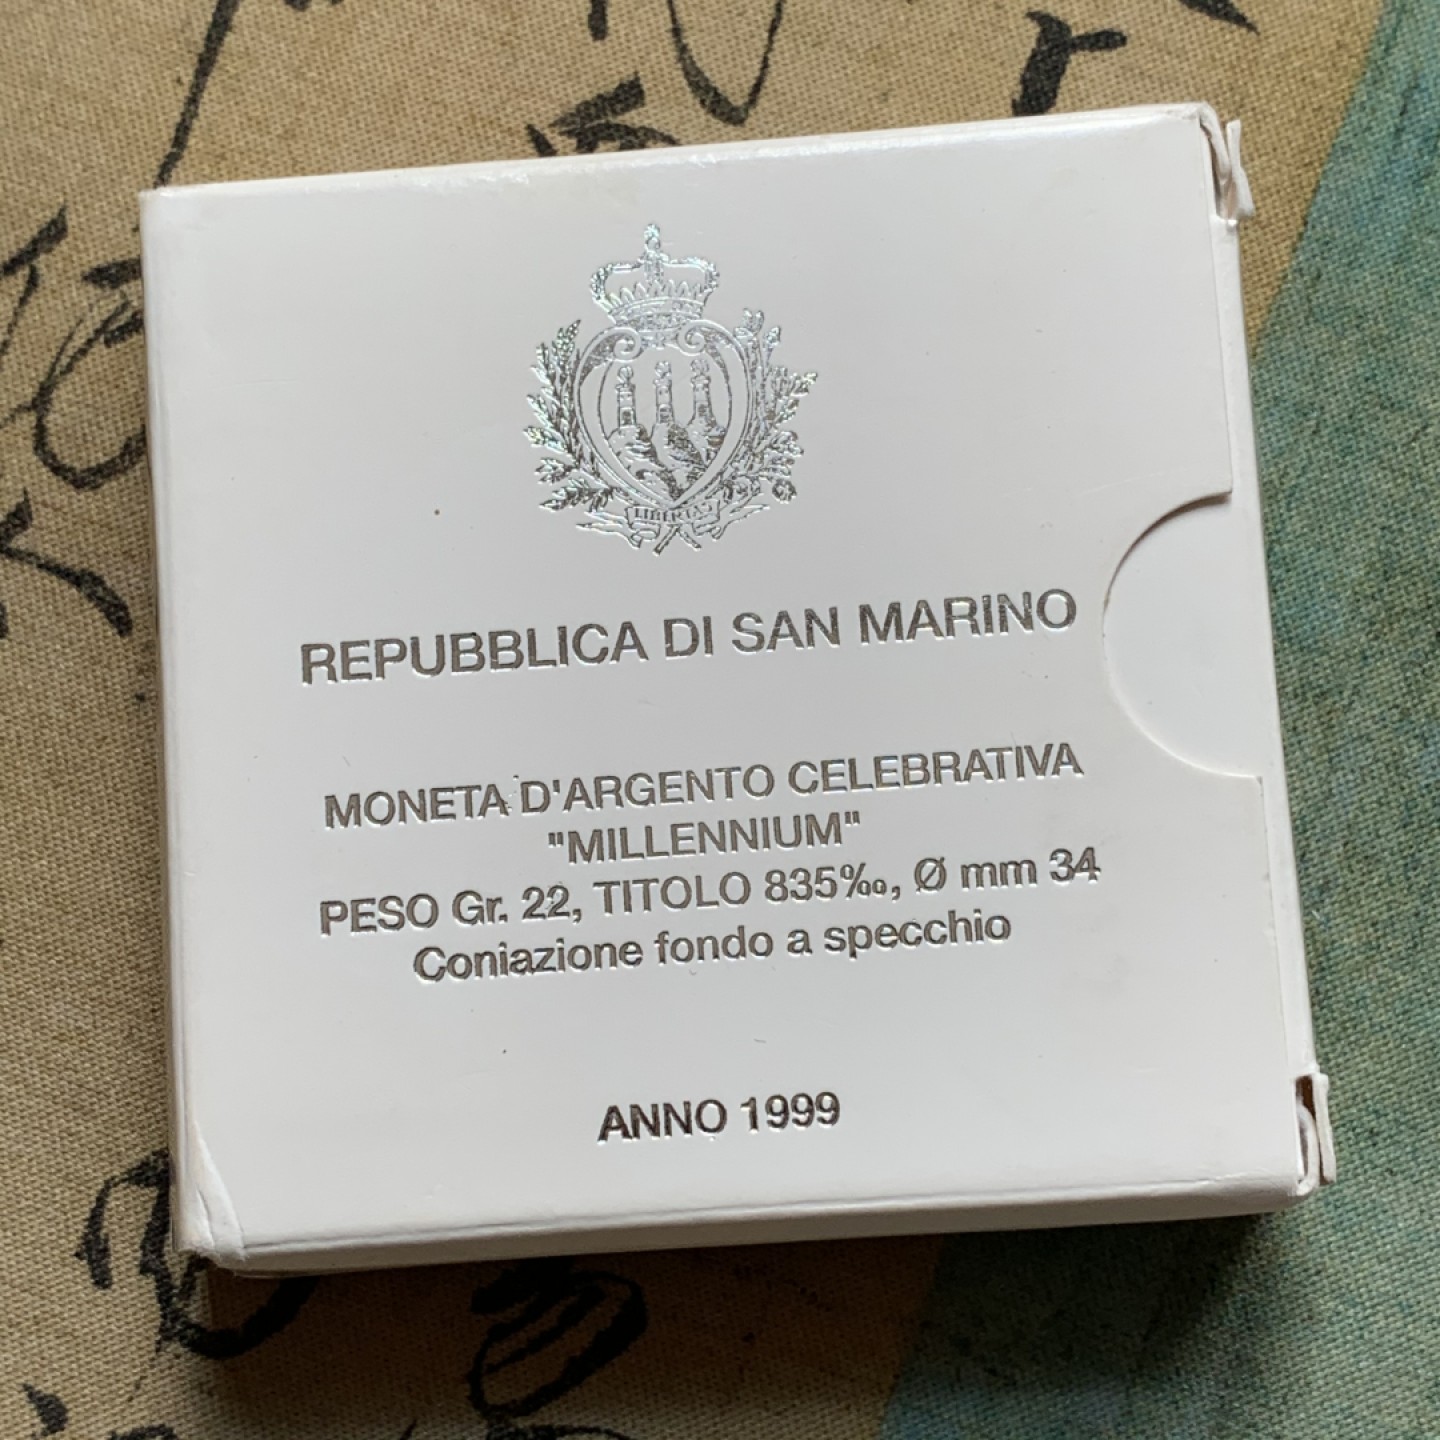 LIBERTAS
REPUBBLICA DI SAN MARINO
MONETA D'ARGENTO CELEBRATIVA
"MILLENNIUM"
PESO Gr. 22, TITOLO 835‰, Ø mm 34
Coniazione fondo a specchio
ANNO 1999